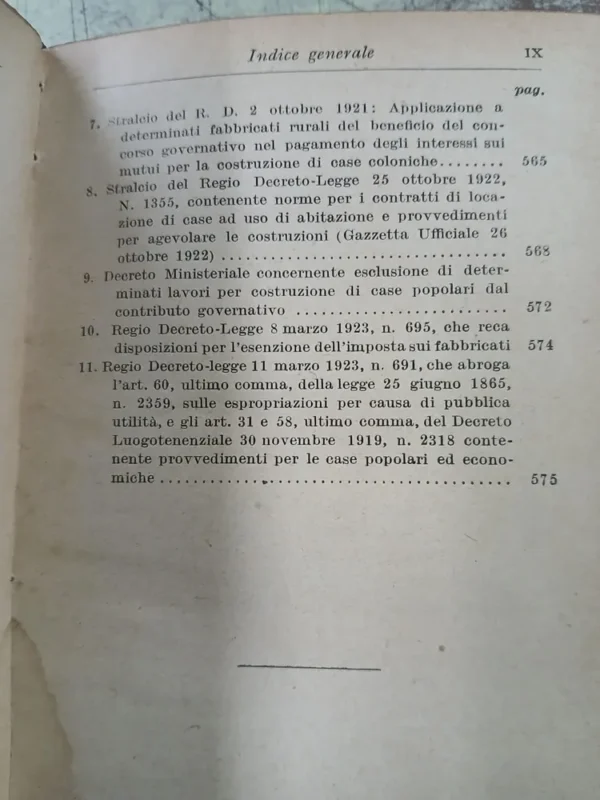 Indice generale IX
pag.
7. Stralcio del R. D. 2 ottobre 1921: Applicazione a
determinati fabbricati rurali del beneficio del con-
corso governativo nel pagamento degli interessi sui
mutui per la costruzione di case coloniche........ 565
8. Stralcio del Regio Decreto-Legge 25 ottobre 1922,
N. 1355, contenente norme per i contratti di loca-
zione di case ad uso di abitazione e provvedimenti
per agevolare le costruzioni (Gazzetta Ufficiale 26
ottobre 1922) .................................... 568
9. Decreto Ministeriale concernente esclusione di deter-
minati lavori per costruzione di case popolari dal
contributo governativo .......................... 572
10. Regio Decreto-Legge 8 marzo 1923, n. 695, che reca
disposizioni per l'esenzione dell'imposta sui fabbricati 574
11. Regio Decreto-legge 11 marzo 1923, n. 691, che abroga
l'art. 60, ultimo comma, della legge 25 giugno 1865,
n. 2359, sulle espropriazioni per causa di pubblica
utilità, e gli art. 31 e 58, ultimo comma, del Decreto
Luogotenenziale 30 novembre 1919, n. 2318 conte-
nente provvedimenti per le case popolari ed econo-
miche ........................................... 575